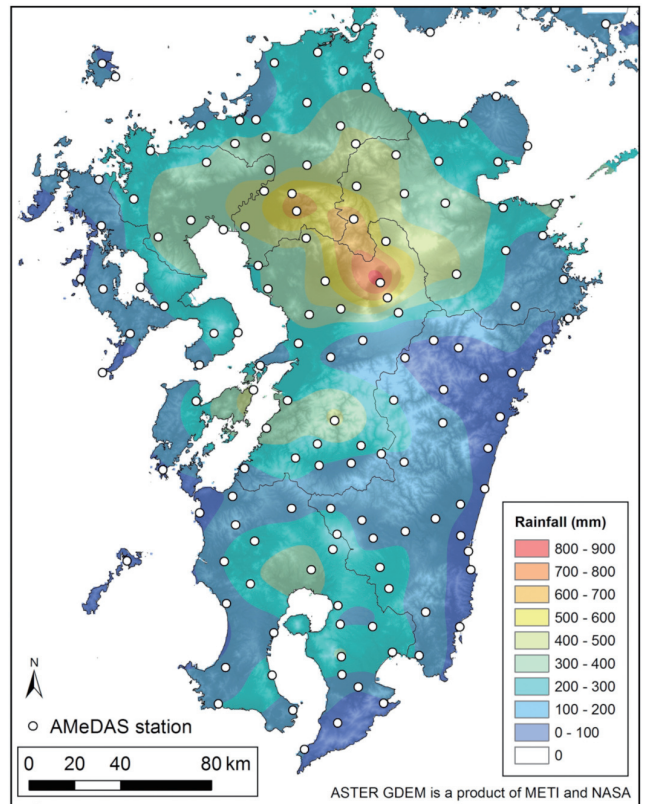 Rainfall (mm)
800 - 900
700 - 800
600 - 700
500 - 600
400 - 500
300 - 400
200 - 300
100 - 200
0 - 100
0
N
AMeDAS station
0 20 40 80 km
ASTER GDEM is a product of METI and NASA